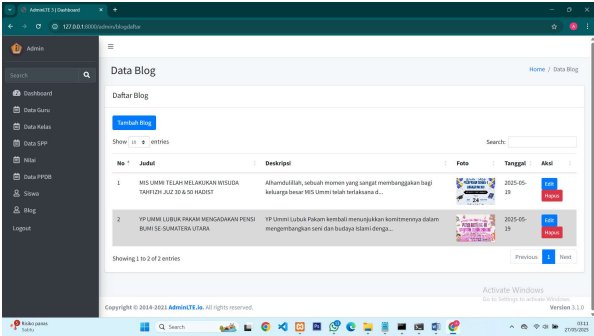 AdminLTE 3 | Dashboard
127.0.0.1:8000/admin/blogdaftar
Admin
Search
Dashboard
Data Guru
Data Kelas
Data SPP
Nilai
Data PPDB
Siswa
Blog
Logout
Data Blog
Home / Data Blog
Daftar Blog
Tambah Blog
Show 10 entries
Search:
No Judul Deskripsi Foto Tanggal Aksi
1 MIS UMMI TELAH MELAKUKAN WISUDA TAHFIZH JUZ 30 & 50 HADIST
Alhamdulillah, sebuah momen yang sangat membanggakan bagi keluarga besar MIS Ummi telah terlaksana d...
24
2025-05-19
Edit
Hapus
2 YP UMMI LUBUK PAKAM MENGADAKAN PENSI BUMI SE-SUMATERA UTARA
YP Ummi Lubuk Pakam kembali menunjukkan komitmennya dalam mengembangkan seni dan budaya Islami denga...
2025-05-19
Edit
Hapus
Showing 1 to 2 of 2 entries
Previous 1 Next
Activate Windows
Go to Settings to activate Windows.
Copyright © 2014-2021 AdminLTE.io. All rights reserved.
Version 3.1.0
Risiko panas
Sabtu
Search
03:11
27/05/2025